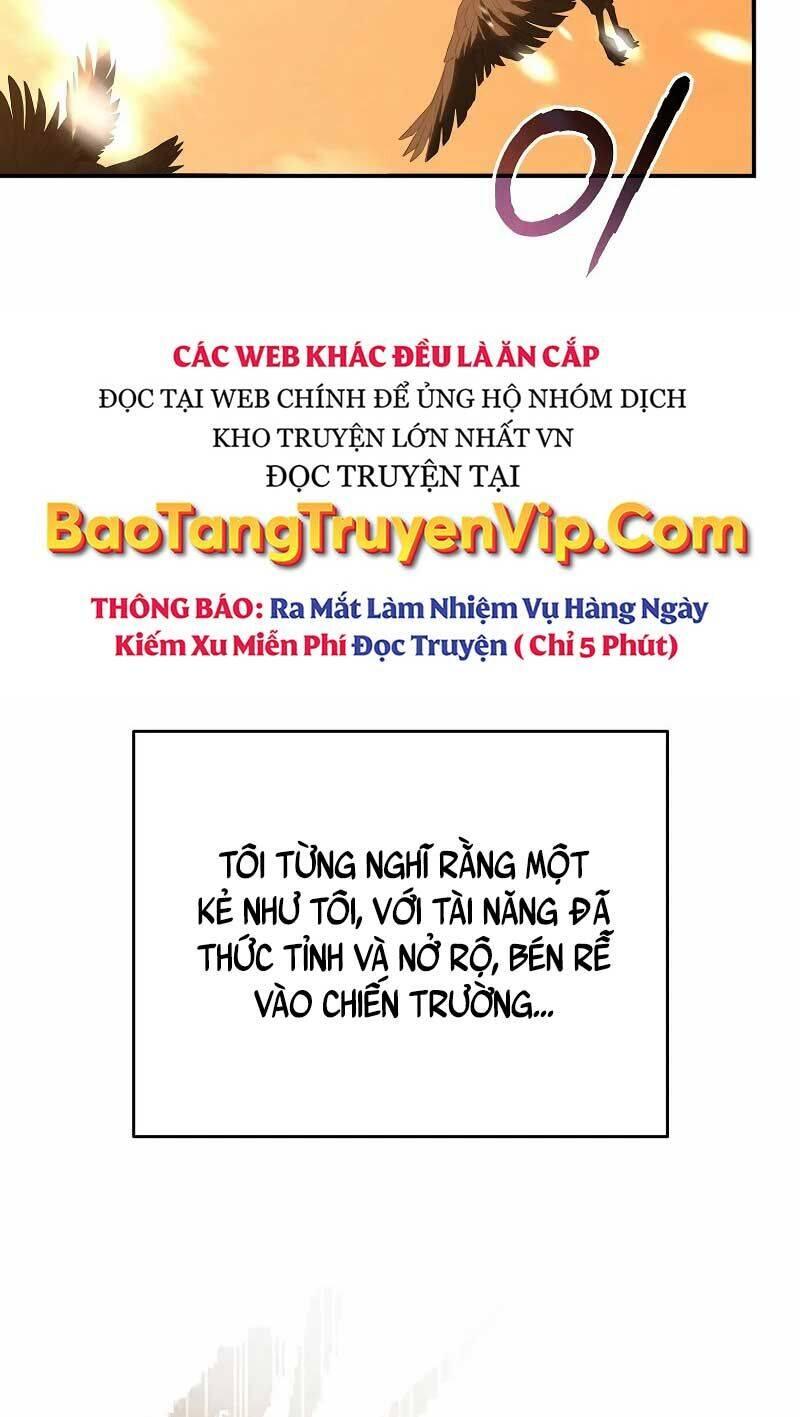 이
CÁC WEB KHÁC ĐỀU LÀ ĂN CẮP
ĐỌC TẠI WEB CHÍNH ĐỂ ỦNG HỘ NHÓM DỊCH
KHO TRUYỆN LỚN NHẤT VN
ĐỌC TRUYỆN TẠI
BaoTangTruyenVip.Com
THÔNG BÁO: Ra Mắt Làm Nhiệm Vụ Hàng Ngày
Kiếm Xu Miễn Phí Đọc Truyện ( Chỉ 5 Phút)
TÔI TỪNG NGHĨ RẰNG MỘT
KẺ NHƯ TÔI, VỚI TÀI NĂNG ĐÃ
THỨC TỈNH VÀ NỞ RỘ, BÉN RỄ
VÀO CHIẾN TRƯỜNG...